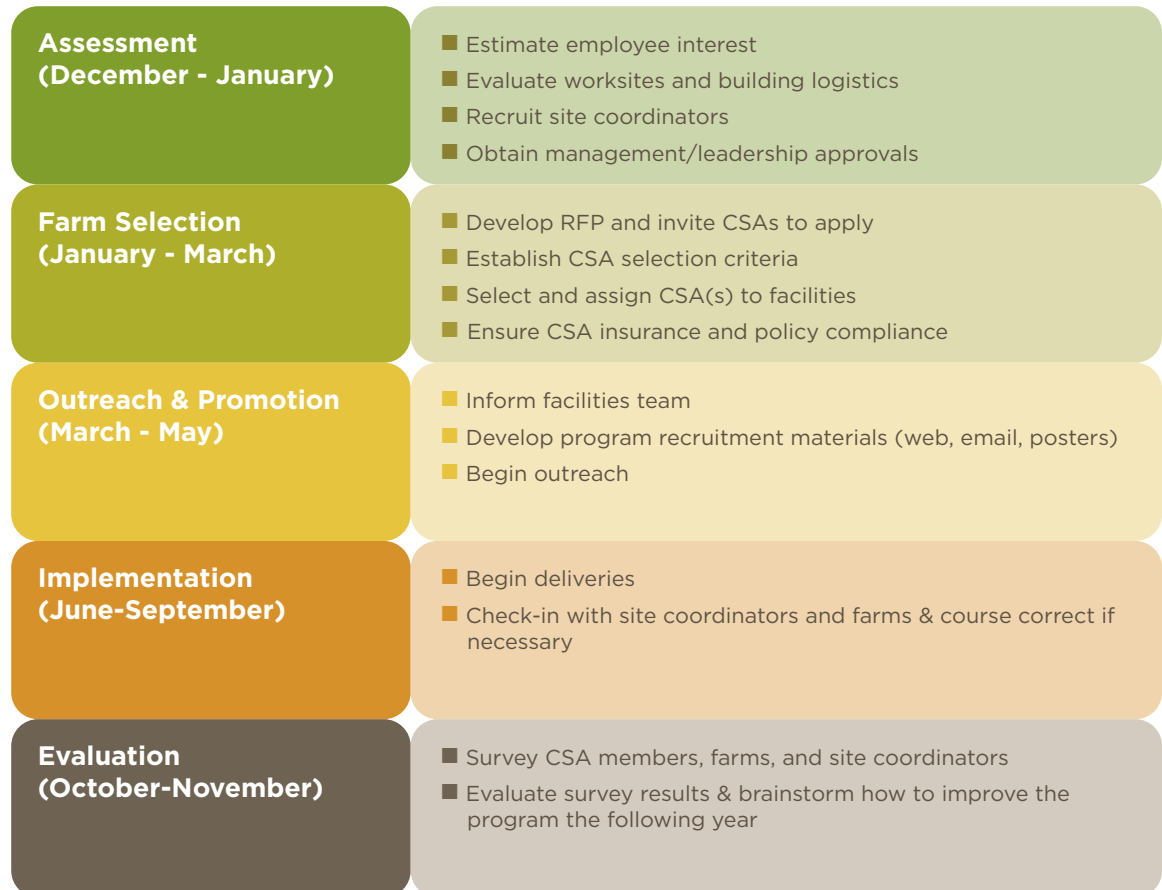 Assessment
(December - January)
Estimate employee interest
Evaluate worksites and building logistics
Recruit site coordinators
Obtain management/leadership approvals
Farm Selection
(January - March)
Develop RFP and invite CSAs to apply
Establish CSA selection criteria
Select and assign CSA(s) to facilities
Ensure CSA insurance and policy compliance
Outreach & Promotion
(March - May)
Inform facilities team
Develop program recruitment materials (web, email, posters)
Begin outreach
Implementation
(June-September)
Begin deliveries
Check-in with site coordinators and farms & course correct if
necessary
Evaluation
(October-November)
Survey CSA members, farms, and site coordinators
Evaluate survey results & brainstorm how to improve the
program the following year